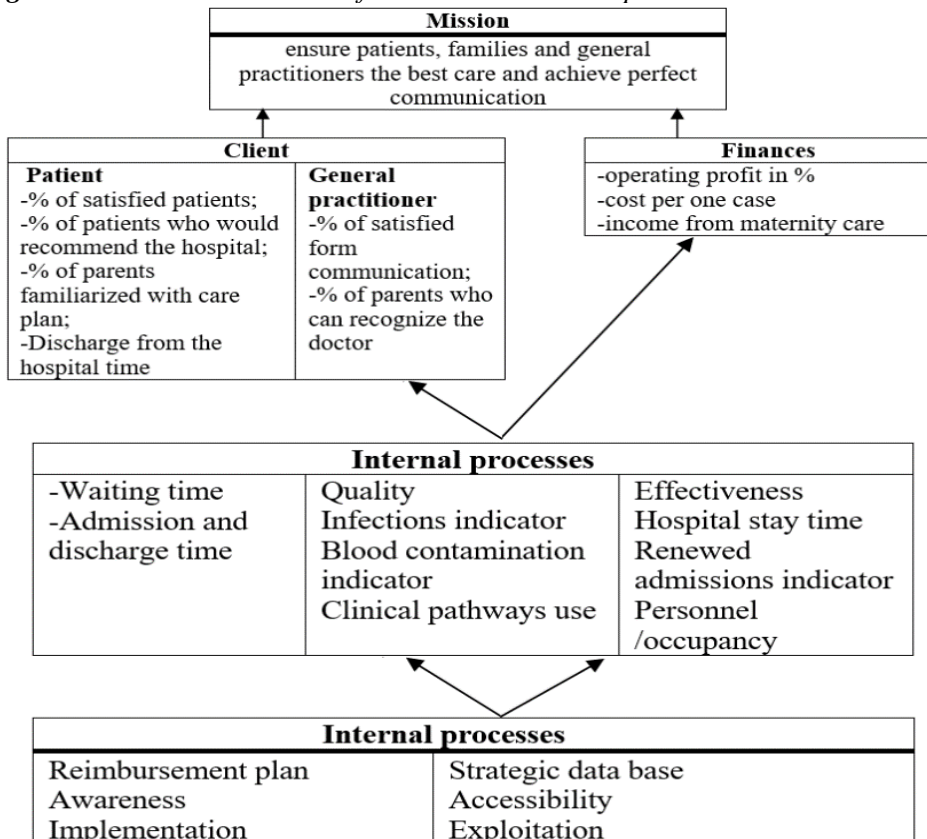 Mission
ensure patients, families and general
practitioners the best care and achieve perfect
communication
Client
Patient
-% of satisfied patients;
-% of patients who would
recommend the hospital;
-% of parents
familiarized with care
plan;
-Discharge from the
hospital time
General
practitioner
-% of satisfied
form
communication;
-% of parents who
can recognize the
doctor
Finances
-operating profit in %
-cost per one case
-income from maternity care
Internal processes
-Waiting time
-Admission and
discharge time
Quality
Infections indicator
Blood contamination
indicator
Clinical pathways use
Effectiveness
Hospital stay time
Renewed
admissions indicator
Personnel
/occupancy
Internal processes
Reimbursement plan
Awareness
Implementation
Strategic data base
Accessibility
Exploitation